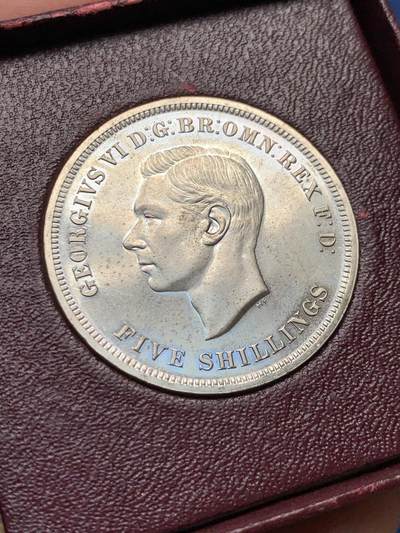 GEORGIVS VI D:G:BR:OMN:REX F.D:
FIVE SHILLINGS